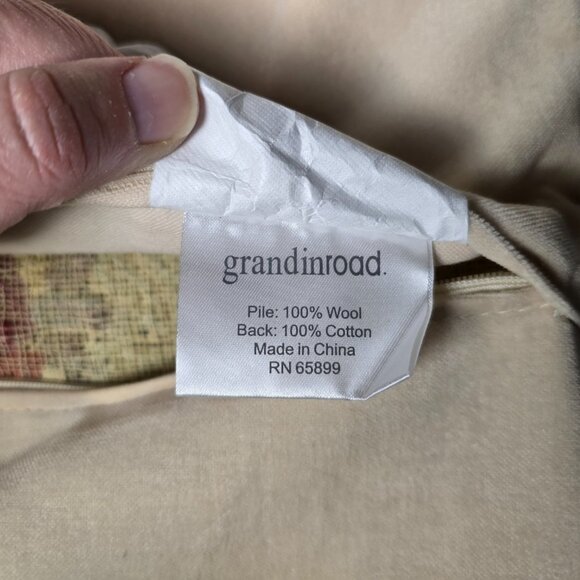 grandinroad.
Pile: 100% Wool
Back: 100% Cotton
Made in China
RN 65899